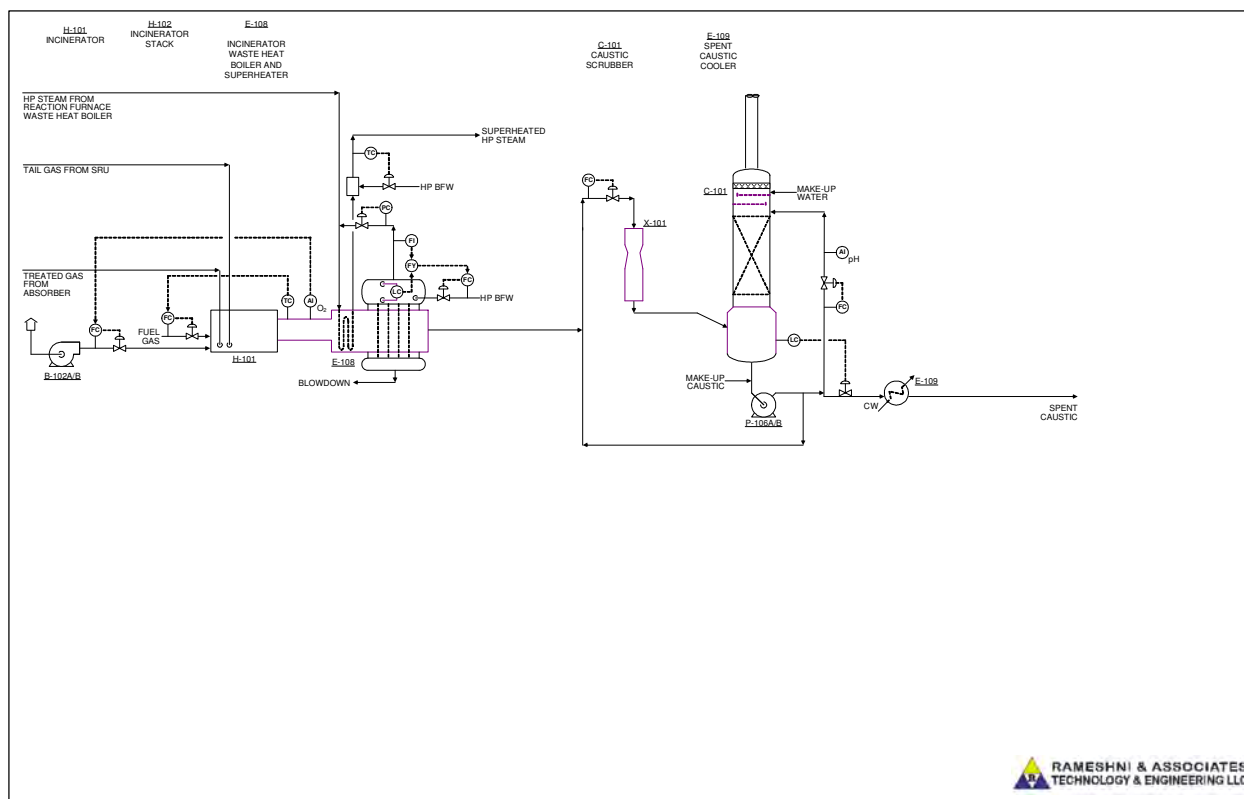 H-101
INCINERATOR
H-102
INCINERATOR
STACK
E-108
INCINERATOR
WASTE HEAT
BOILER AND
SUPERHEATER
C-101
CAUSTIC
SCRUBBER
E-109
SPENT
CAUSTIC
COOLER
HP STEAM FROM
REACTION FURNACE
WASTE HEAT BOILER
SUPERHEATED
HP STEAM
TC
TAIL GAS FROM SRU
HP BFW
FC
C-101
MAKE-UP
WATER
PC
X-101
FI
AI
pH
FY
TREATED GAS
FROM
ABSORBER
TC
AI
O2
LC
FC
HP BFW
FC
FC
FC
FUEL
GAS
LC
H-101
E-108
B-102A/B
BLOWDOWN
MAKE-UP
CAUSTIC
E-109
CW
P-106A/B
SPENT
CAUSTIC
R
RAMESHNI & ASSOCIATES
TECHNOLOGY & ENGINEERING LLC